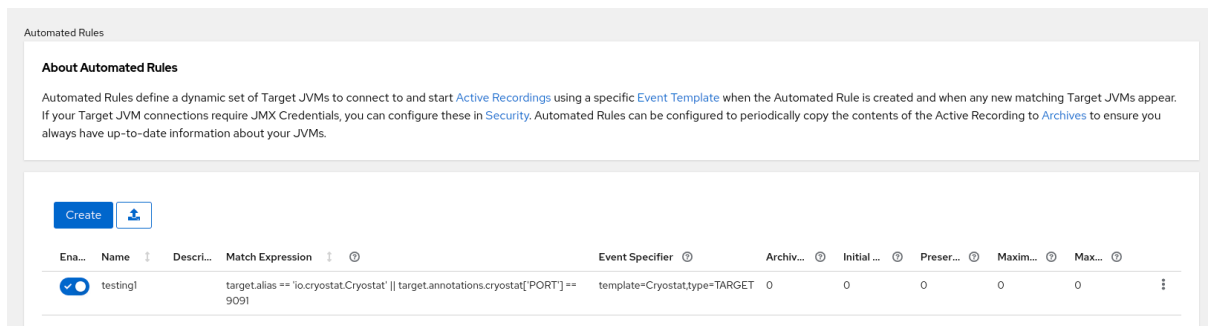 Automated Rules
About Automated Rules
Automated Rules define a dynamic set of Target JVMs to connect to and start Active Recordings using a specific Event Template when the Automated Rule is created and when any new matching Target JVMs appear.
If your Target JVM connections require JMX Credentials, you can configure these in Security. Automated Rules can be configured to periodically copy the contents of the Active Recording to Archives to ensure you
always have up-to-date information about your JVMs.
Create
Ena... Name Descri... Match Expression Event Specifier Archiv... Initial ... Preser... Maxim... Max...
testing1 target.alias == 'io.cryostat.Cryostat' || target.annotations.cryostat['PORT'] == template=Cryostat,type=TARGET 0 0 0 0 0
9091